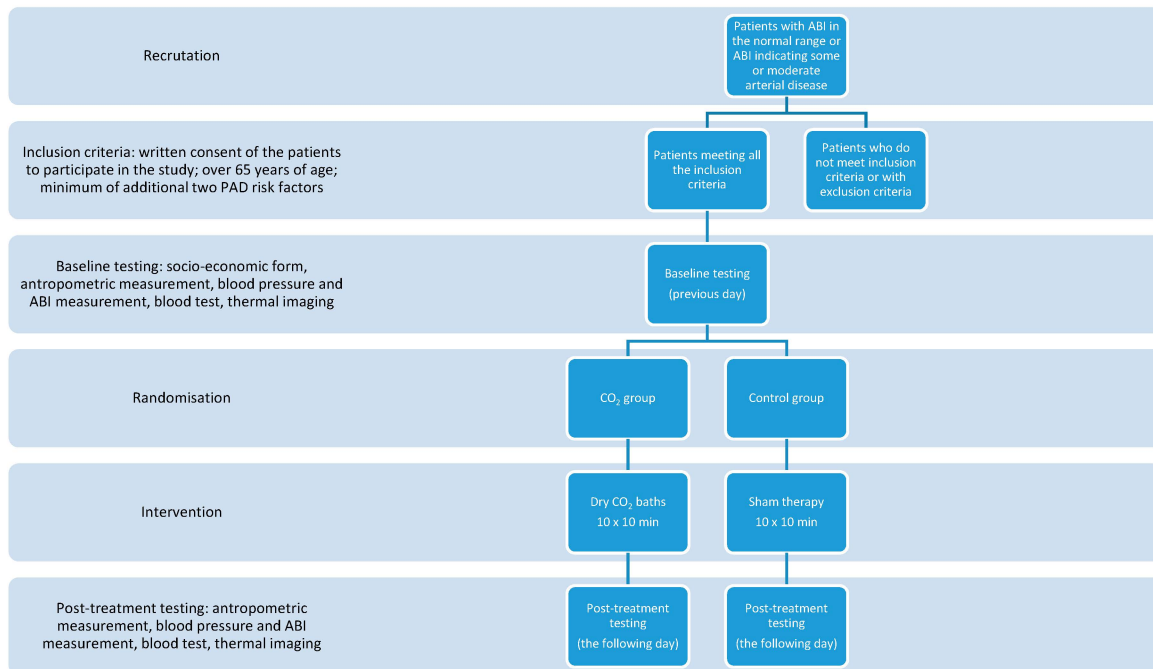 Recrutation
Patients with ABI in
the normal range or
ABI indicating some
or moderate
arterial disease
Inclusion criteria: written consent of the patients
to participate in the study; over 65 years of age;
minimum of additional two PAD risk factors
Patients meeting all
the inclusion
criteria
Patients who do
not meet inclusion
criteria or with
exclusion criteria
Baseline testing: socio-economic form,
antropometric measurement, blood pressure and
ABI measurement, blood test, thermal imaging
Baseline testing
(previous day)
Randomisation
CO₂ group
Control group
Intervention
Dry CO₂ baths
10 x 10 min
Sham therapy
10 x 10 min
Post-treatment testing: antropometric
measurement, blood pressure and ABI
measurement, blood test, thermal imaging
Post-treatment
testing
(the following day)
Post-treatment
testing
(the following day)